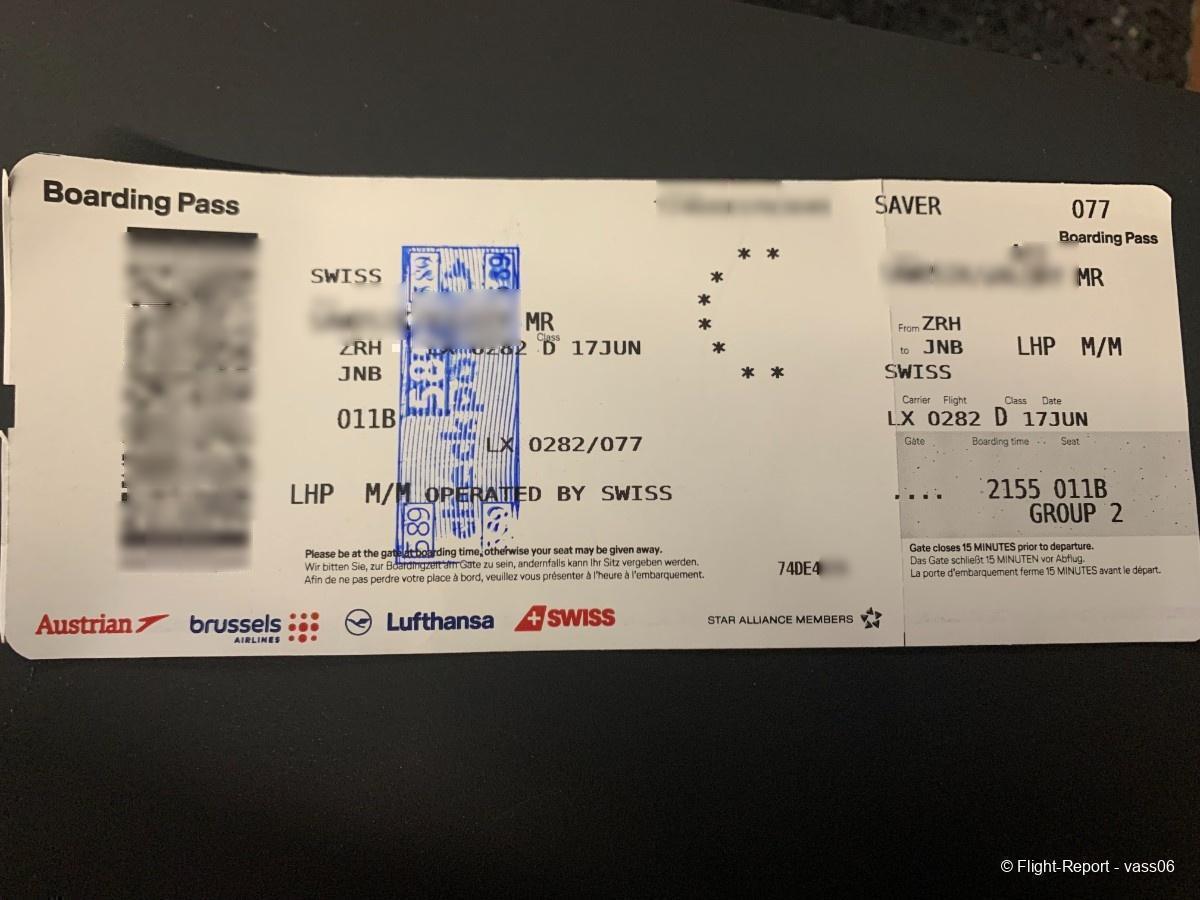 Boarding Pass
SWISS
MR
ZRH 0282 Class D 17JUN
JNB
011B
LX 0282/077
LHP M/M OPERATED BY SWISS
Please be at the gate at boarding time, otherwise your seat may be given away.
Wir bitten Sie, zur Boardingzeit am Gate zu sein, andernfalls kann Ihr Sitz vergeben werden.
Afin de ne pas perdre votre place à bord, veuillez vous présenter à l'heure à l'embarquement.
74DE4
* *
*
*
*
*
* *
589
58
Austrian
brussels
AIRLINES
Lufthansa
SWISS
STAR ALLIANCE MEMBERS
SAVER 077
Boarding Pass
MR
From ZRH
to JNB LHP M/M
SWISS
Carrier Flight Class Date
LX 0282 D 17JUN
Gate Boarding time Seat
.... 2155 011B
GROUP 2
Gate closes 15 MINUTES prior to departure.
Das Gate schließt 15 MINUTEN vor Abflug.
La porte d'embarquement ferme 15 MINUTES avant le départ.
© Flight-Report - vass06